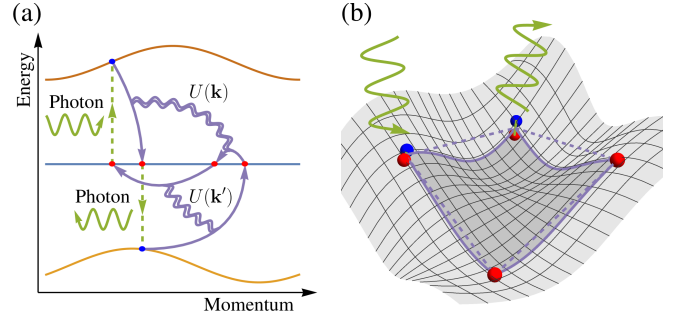 (a)
(b)
Energy
Photon
U(k)
Photon
U(k′)
Momentum